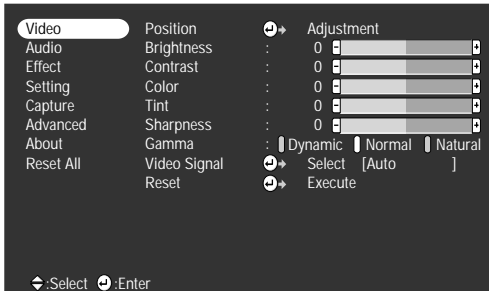 Video Position Adjustment
Audio Brightness : 0 - +
Effect Contrast : 0 - +
Setting Color : 0 - +
Capture Tint : 0 - +
Advanced Sharpness : 0 - +
About Gamma : Dynamic Normal Natural
Reset All Video Signal Select [Auto ]
Reset Execute
:Select :Enter